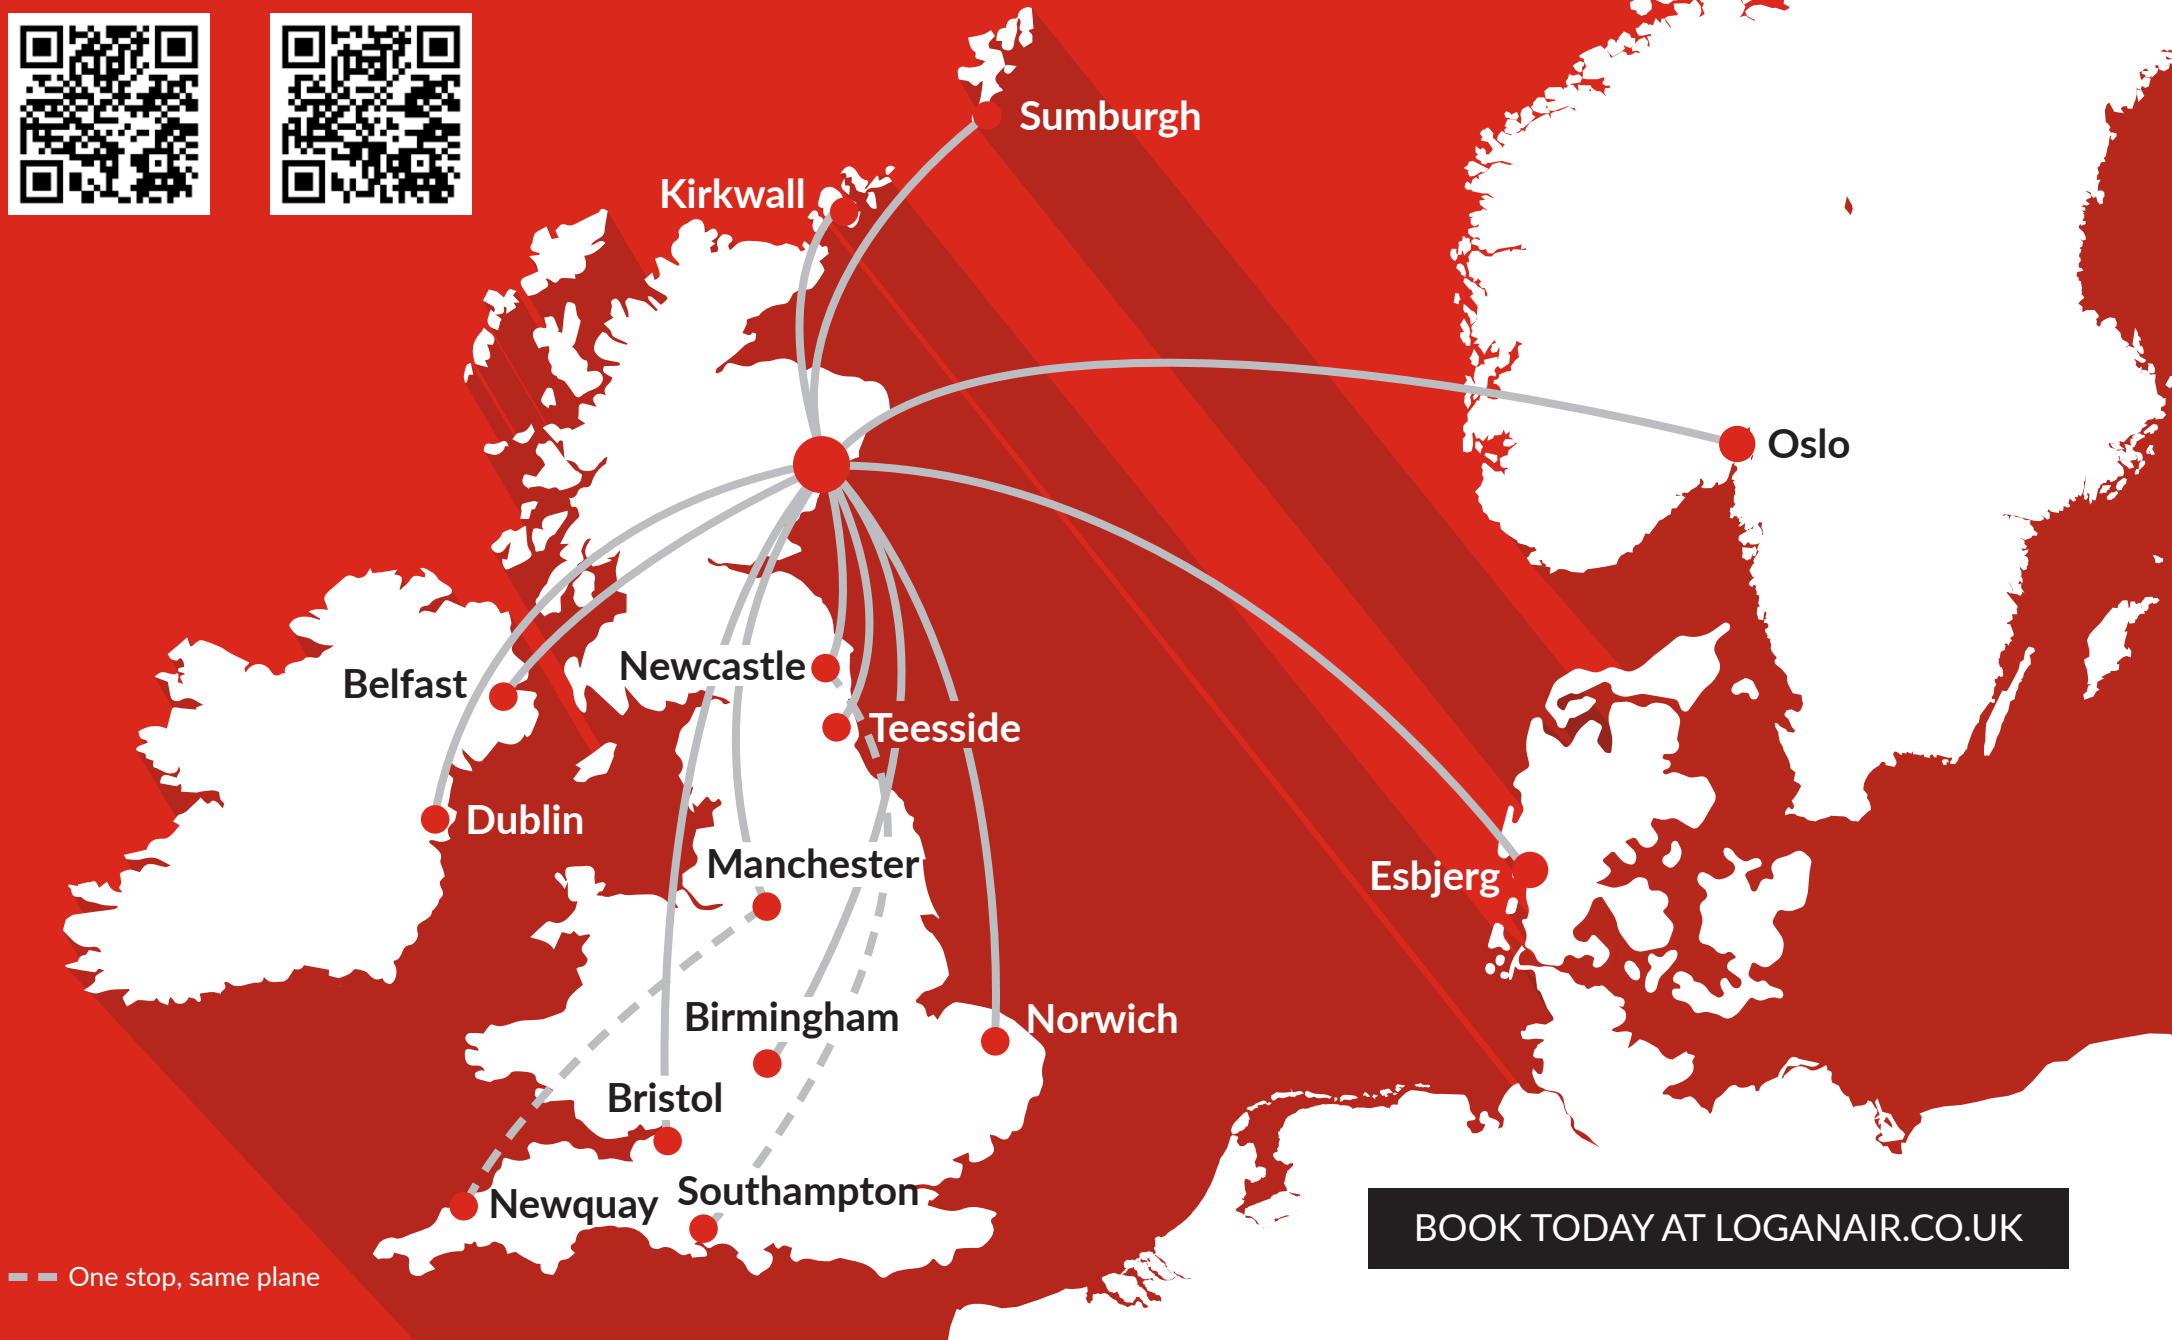 Sumburgh
Kirkwall
Oslo
Newcastle
Belfast
Teesside
Dublin
Manchester
Esbjerg
Birmingham
Norwich
Bristol
Newquay
Southampton
BOOK TODAY AT LOGANAIR.CO.UK
One stop, same plane